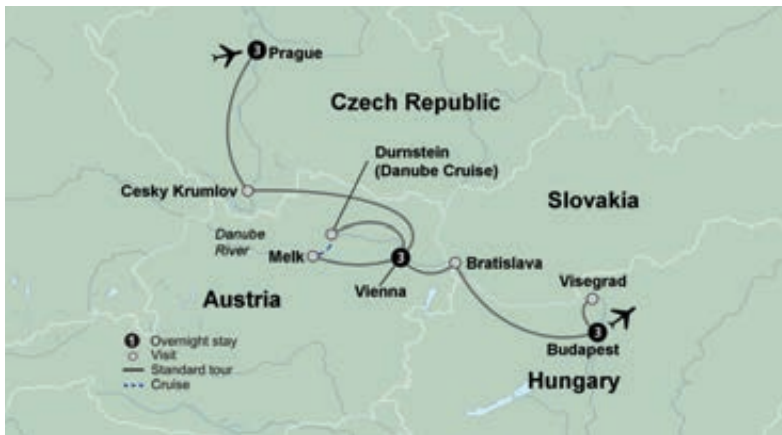 3 Prague
Czech Republic
Durnstein
(Danube Cruise)
Cesky Krumlov
Slovakia
Danube
River
Melk
3
Bratislava
Vienna
Visegrad
Austria
3
Budapest
Hungary
1 Overnight stay
Visit
Standard tour
Cruise